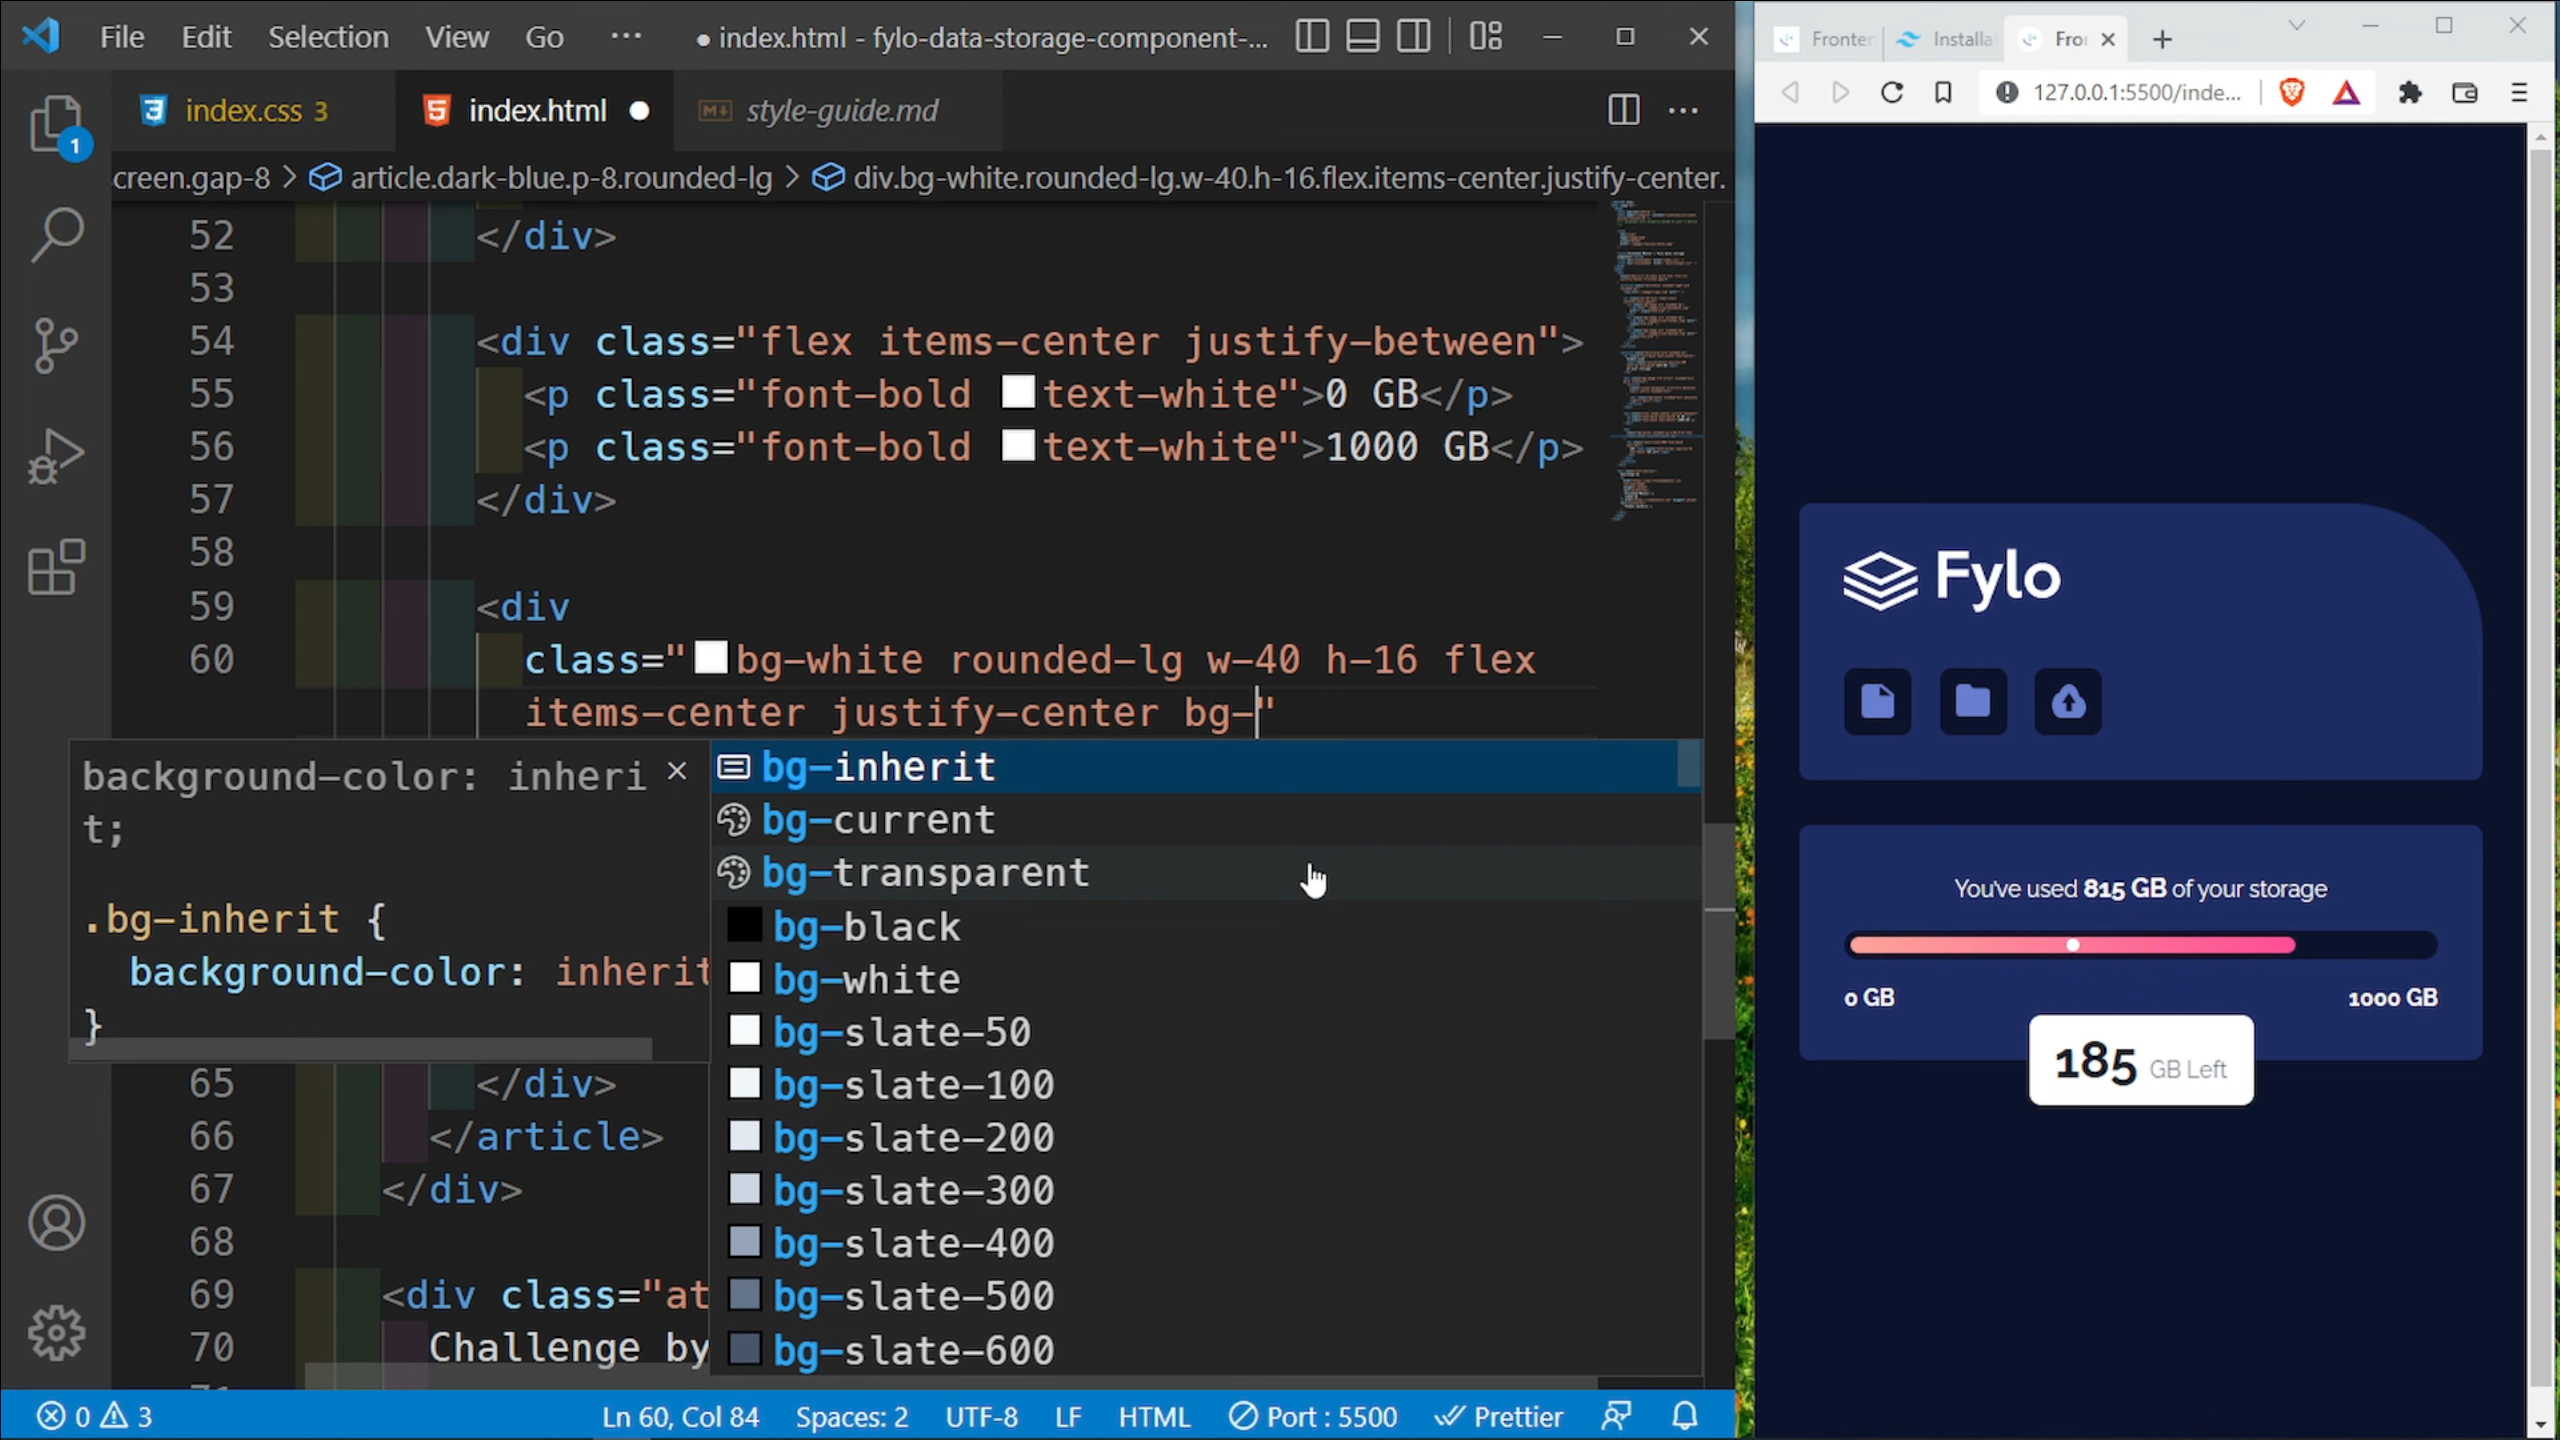 File Edit Selection View Go ··· ● index.html - fylo-data-storage-component-...
index.css 3 index.html ● style-guide.md
creen.gap-8 > article.dark-blue.p-8.rounded-lg > div.bg-white.rounded-lg.w-40.h-16.flex.items-center.justify-center.
1
52 </div>
53
54 <div class="flex items-center justify-between">
55 <p class="font-bold text-white">0 GB</p>
56 <p class="font-bold text-white">1000 GB</p>
57 </div>
58
59 <div
60 class="bg-white rounded-lg w-40 h-16 flex
items-center justify-center bg-"
background-color: inheri
t;
.bg-inherit {
background-color: inherit
}
bg-inherit
bg-current
bg-transparent
bg-black
bg-white
bg-slate-50
bg-slate-100
bg-slate-200
bg-slate-300
bg-slate-400
bg-slate-500
bg-slate-600
65 </div>
66 </article>
67 </div>
68
69 <div class="at
70 Challenge by
0 3 Ln 60, Col 84 Spaces: 2 UTF-8 LF HTML Port : 5500 Prettier
Fronten Installa Fro
127.0.0.1:5500/inde...
Fylo
You've used 815 GB of your storage
0 GB 1000 GB
185 GB Left